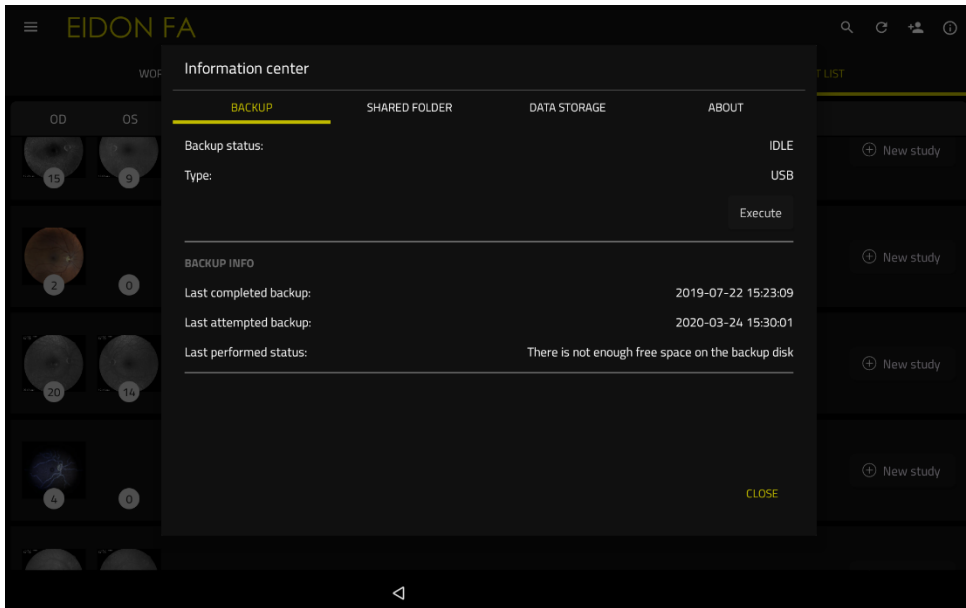 EIDON FA
Information center
WOR
T LIST
BACKUP SHARED FOLDER DATA STORAGE ABOUT
OD OS
Backup status: IDLE
New study
15 9
Type: USB
Execute
BACKUP INFO
New study
2 0
Last completed backup: 2019-07-22 15:23:09
Last attempted backup: 2020-03-24 15:30:01
Last performed status: There is not enough free space on the backup disk
New study
20 14
New study
4 0
CLOSE